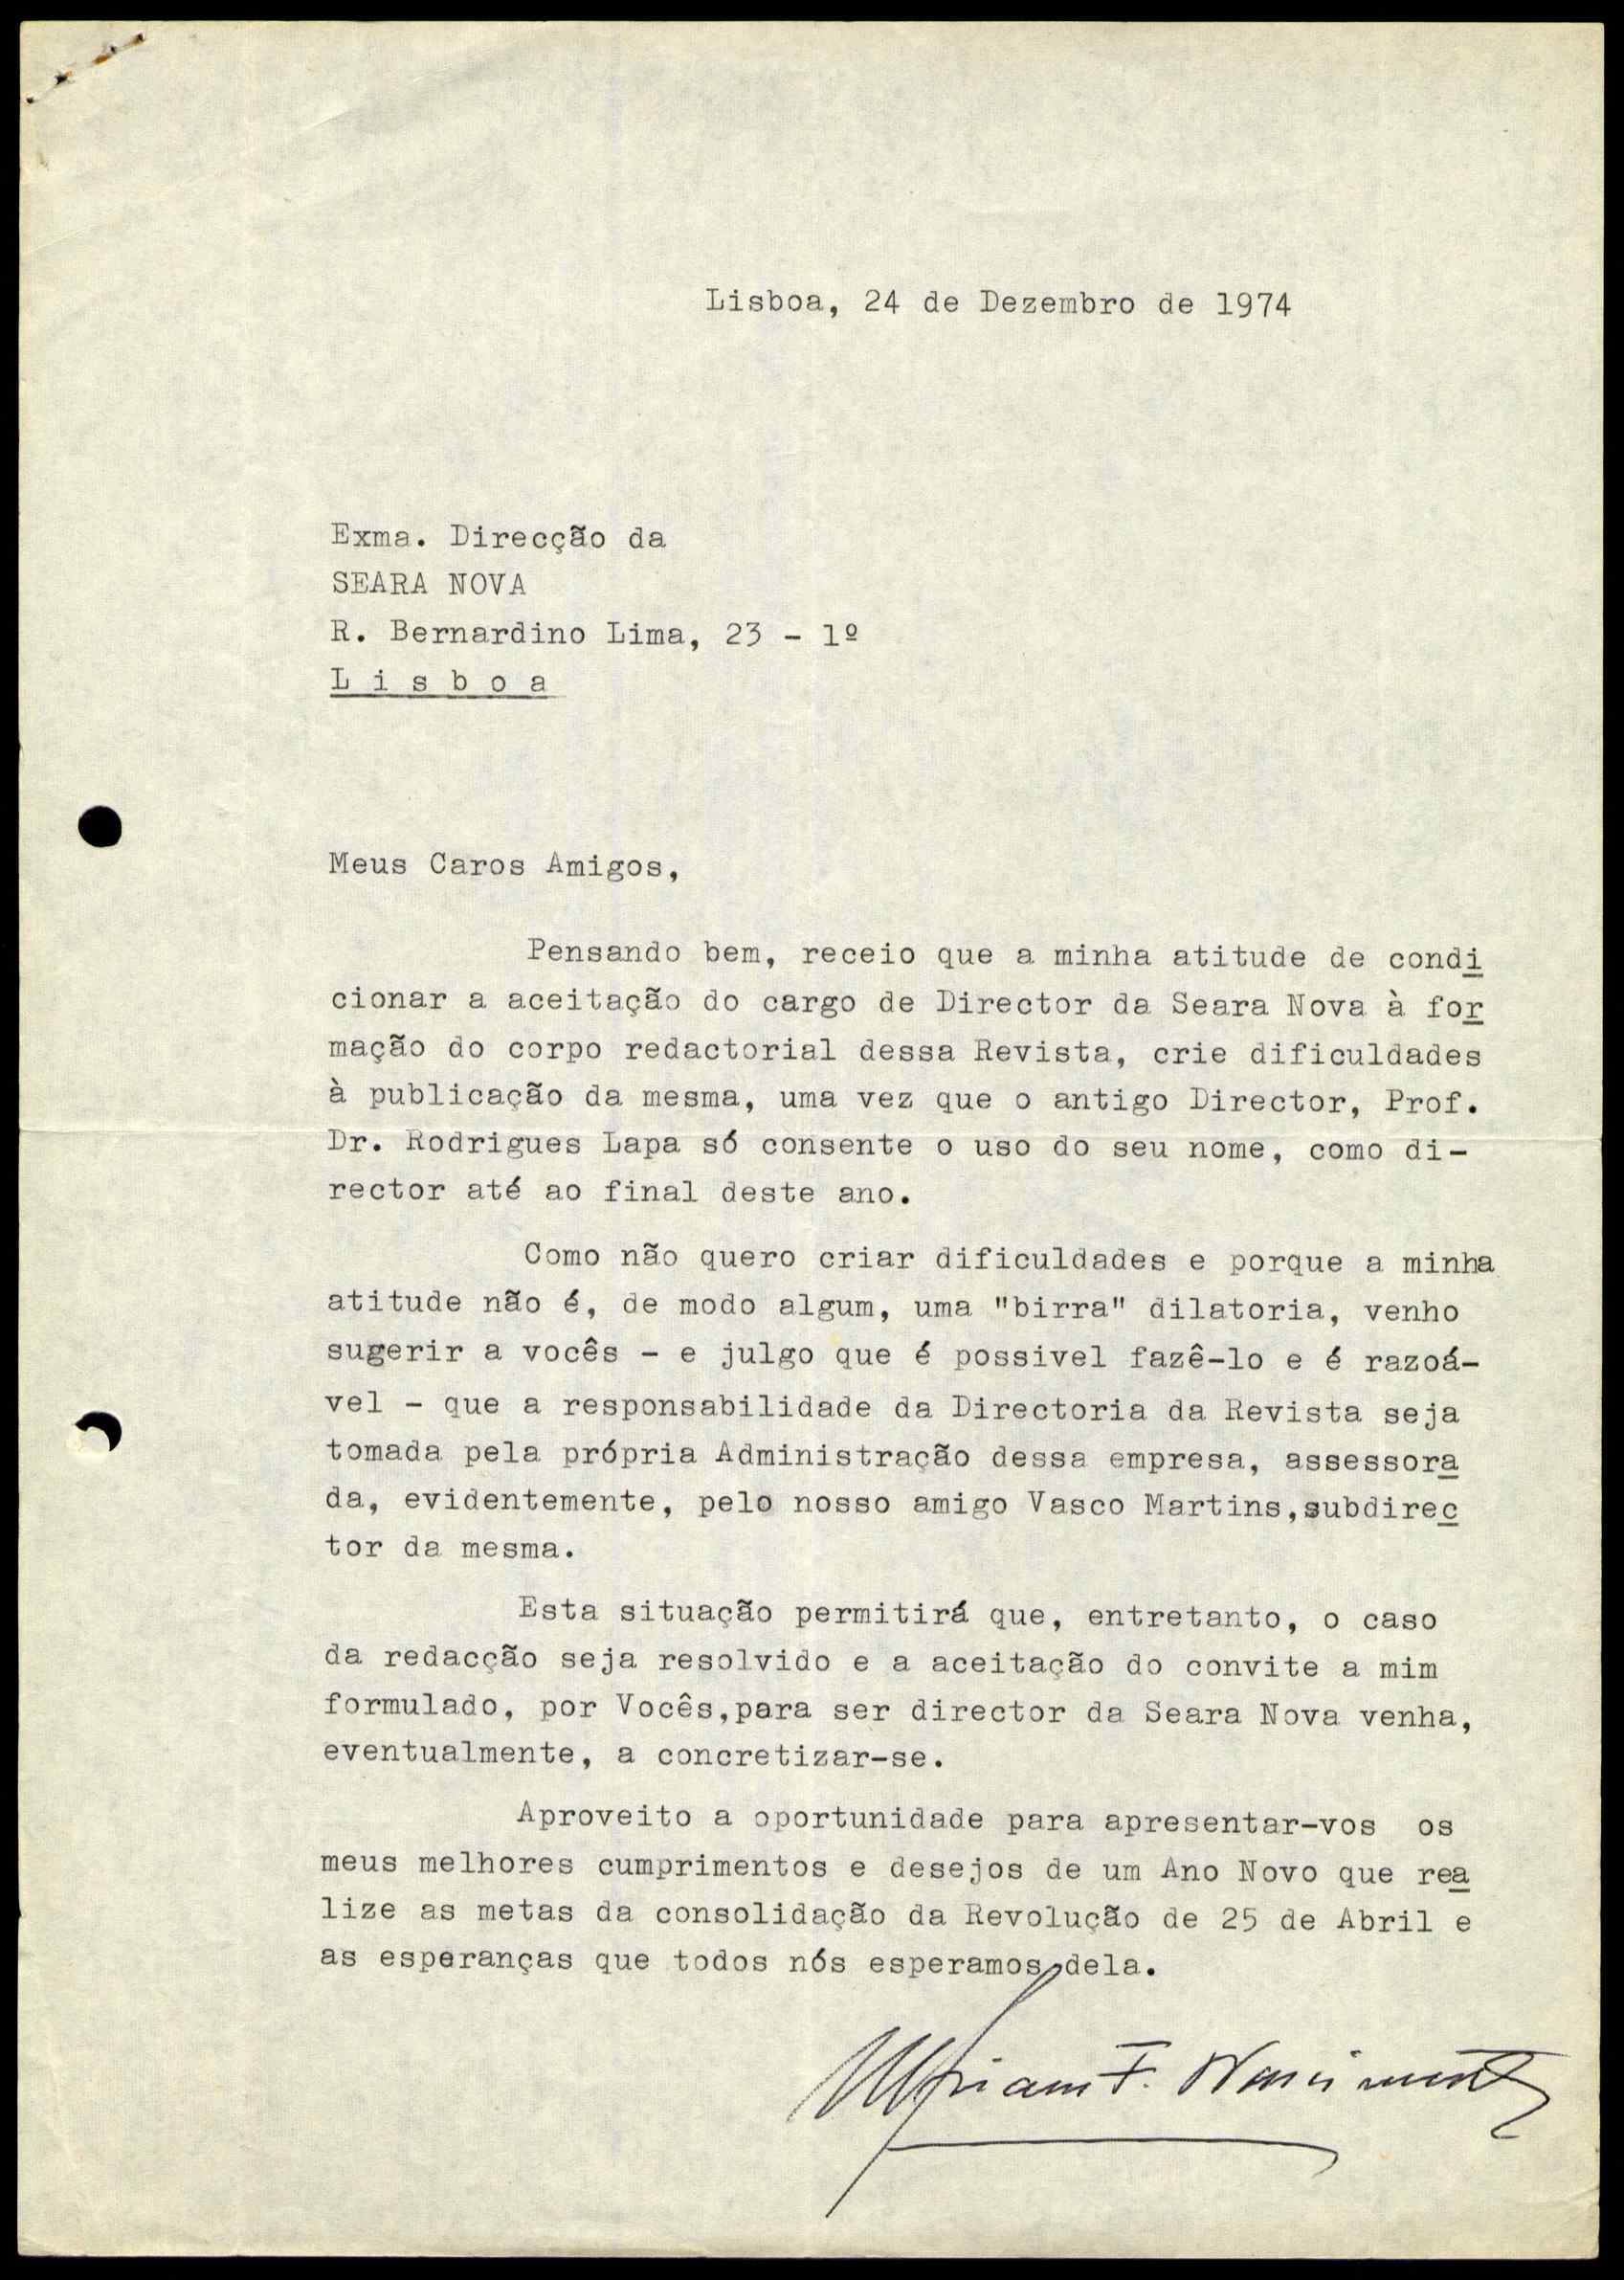 Lisboa, 24 de Dezembro de 1974
Exma. Direcção da
SEARA NOVA
R. Bernardino Lima, 23 - 1º
L i s b o a
Meus Caros Amigos,
Pensando bem, receio que a minha atitude de condi
cionar a aceitação do cargo de Director da Seara Nova à for
mação do corpo redactorial dessa Revista, crie dificuldades
à publicação da mesma, uma vez que o antigo Director, Prof.
Dr. Rodrigues Lapa só consente o uso do seu nome, como di-
rector até ao final deste ano.
Como não quero criar dificuldades e porque a minha
atitude não é, de modo algum, uma "birra" dilatoria, venho
sugerir a vocês - e julgo que é possivel fazê-lo e é razoá-
vel - que a responsabilidade da Directoria da Revista seja
tomada pela própria Administração dessa empresa, assessora
da, evidentemente, pelo nosso amigo Vasco Martins,subdirec
tor da mesma.
Esta situação permitirá que, entretanto, o caso
da redacção seja resolvido e a aceitação do convite a mim
formulado, por Vocês,para ser director da Seara Nova venha,
eventualmente, a concretizar-se.
Aproveito a oportunidade para apresentar-vos os
meus melhores cumprimentos e desejos de um Ano Novo que rea
lize as metas da consolidação da Revolução de 25 de Abril e
as esperanças que todos nós esperamos dela.
F.